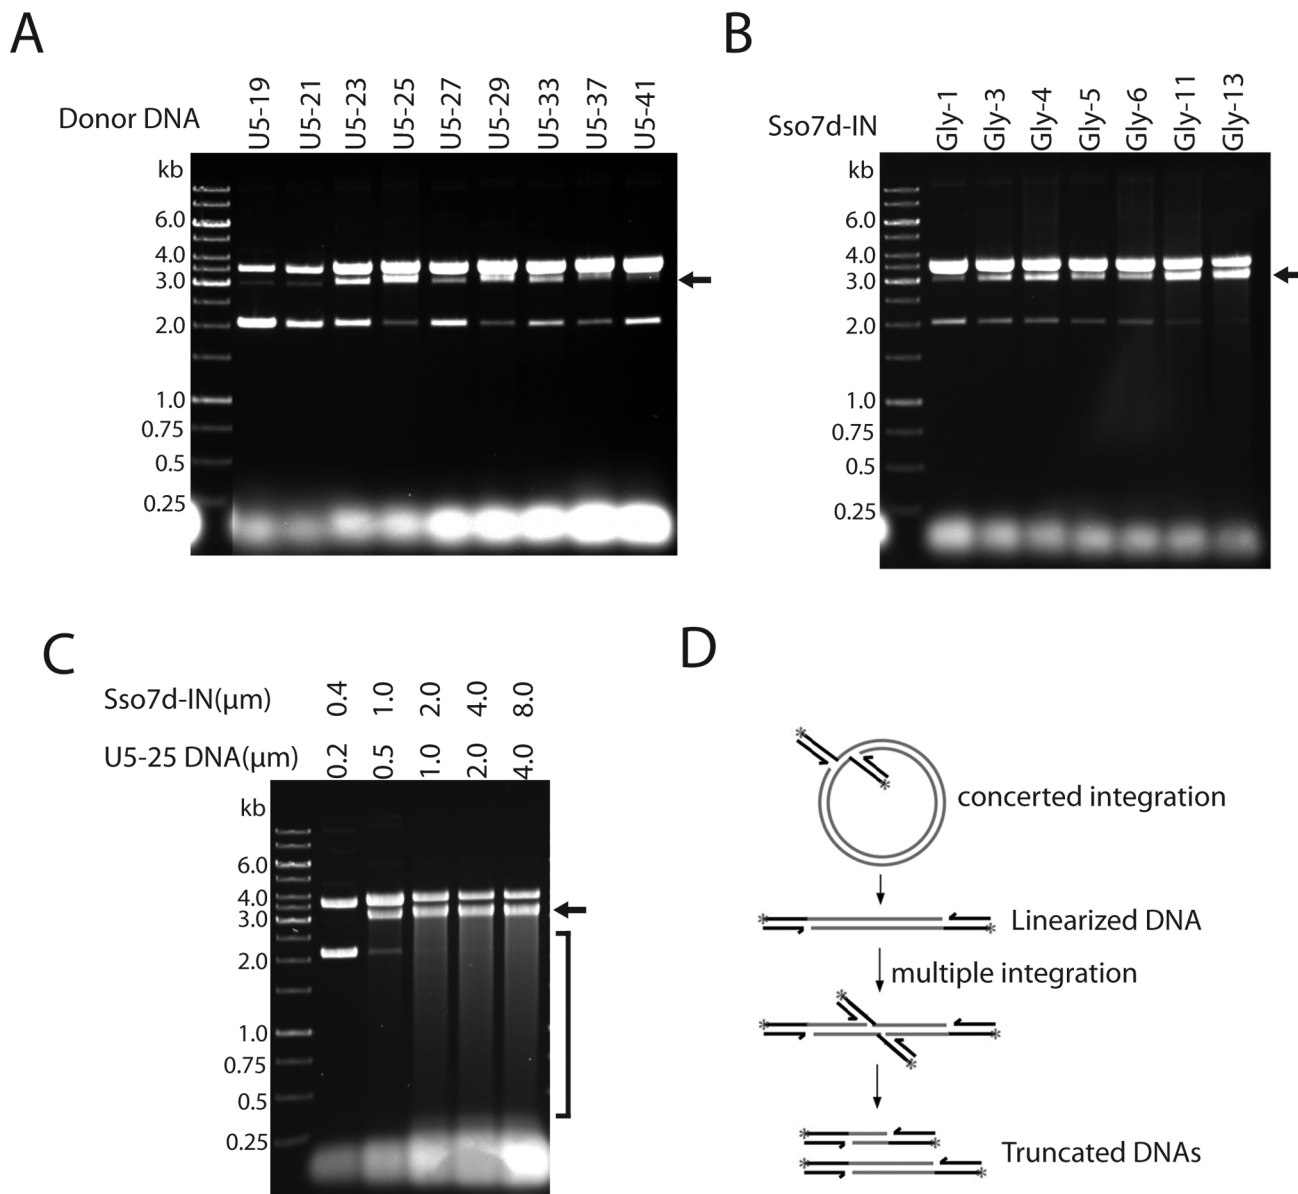 A
Donor DNA
U5-19
U5-21
U5-23
U5-25
U5-27
U5-29
U5-33
U5-37
U5-41
kb
6.0
4.0
3.0
2.0
1.0
0.75
0.5
0.25
B
Sso7d-IN
Gly-1
Gly-3
Gly-4
Gly-5
Gly-6
Gly-11
Gly-13
kb
6.0
4.0
3.0
2.0
1.0
0.75
0.5
0.25
C
Sso7d-IN(μm) 0.4 1.0 2.0 4.0 8.0
U5-25 DNA(μm) 0.2 0.5 1.0 2.0 4.0
kb
6.0
4.0
3.0
2.0
1.0
0.75
0.5
0.25
D
* *
concerted integration
* *
Linearized DNA
multiple integration
* * * *
* *
* *
Truncated DNAs